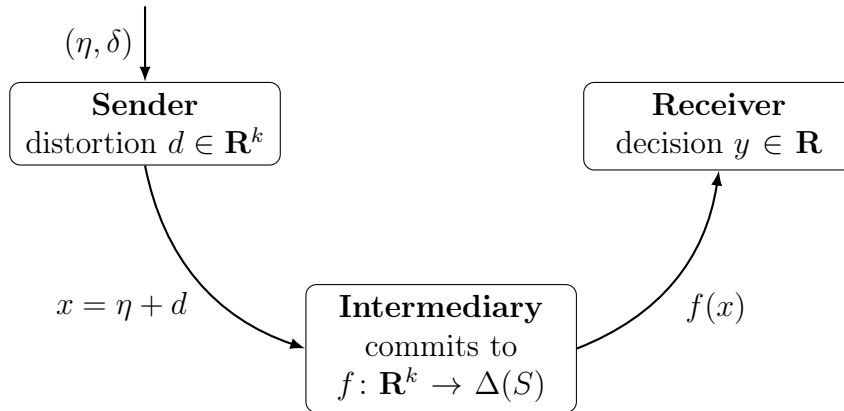 (η, δ)
Sender
distortion d ∈ R^k
Receiver
decision y ∈ R
x = η + d
Intermediary
commits to
f : R^k → Δ(S)
f(x)